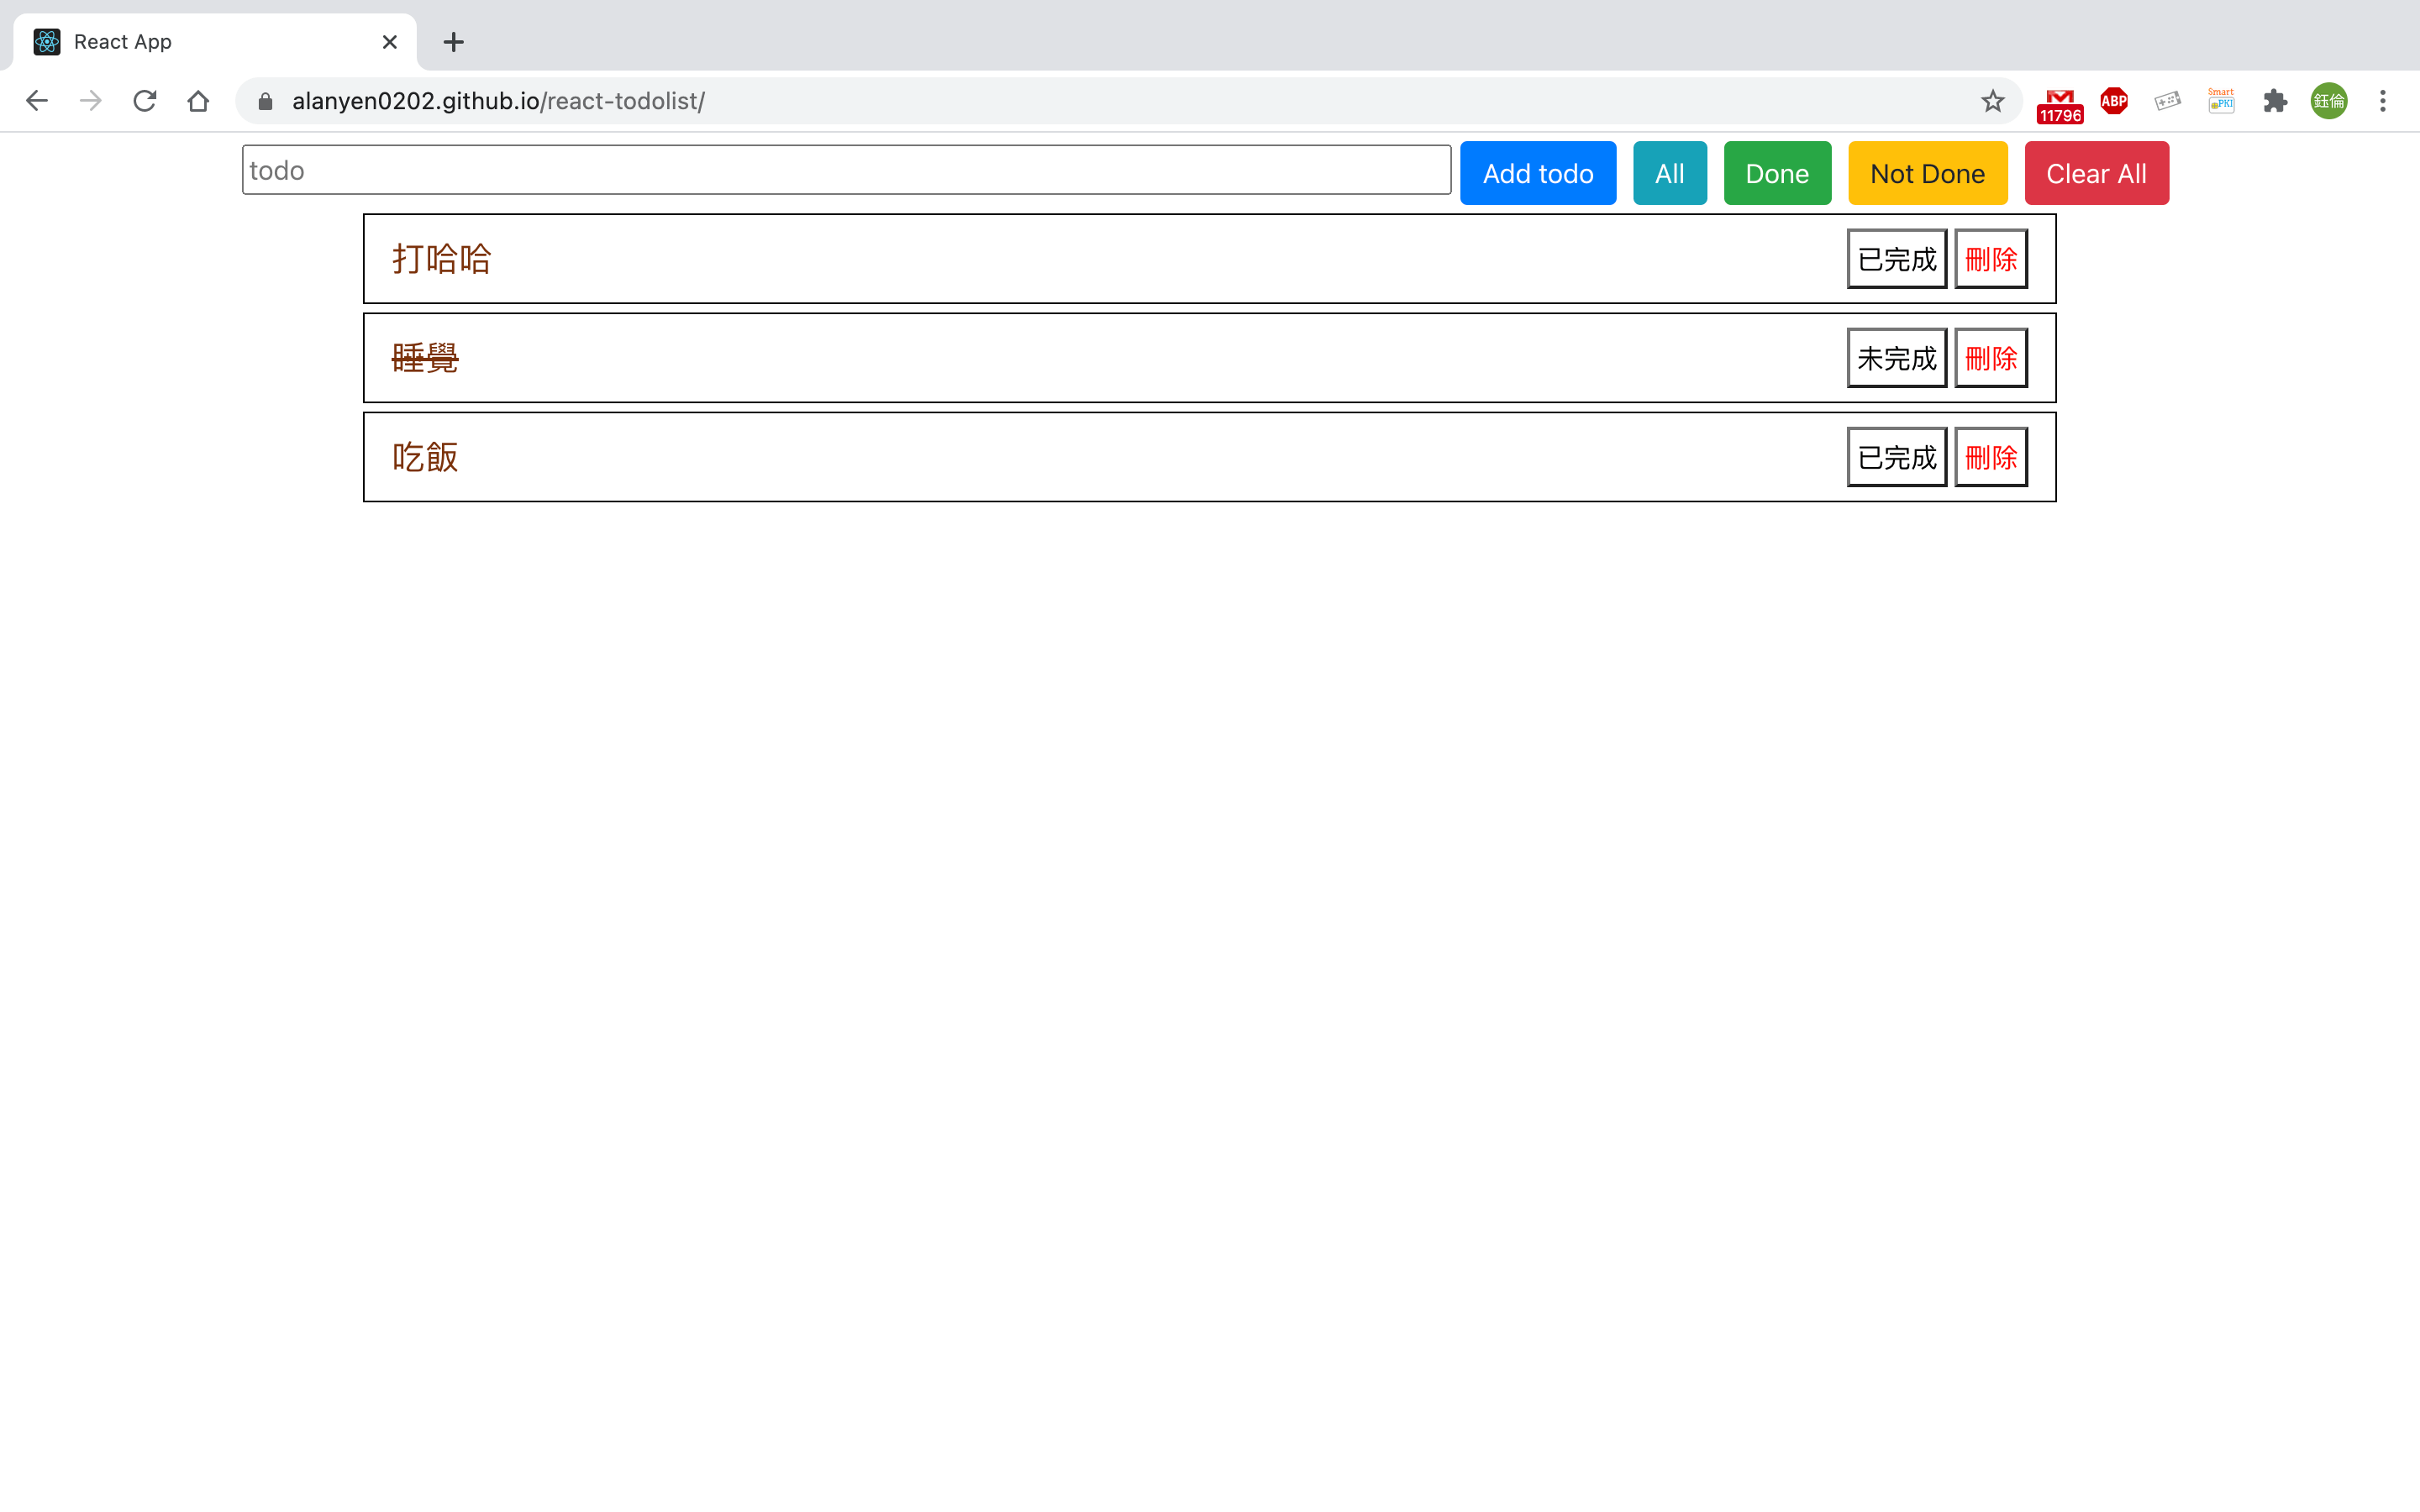 React App
alanyen0202.github.io/react-todolist/
11796
ABP
Smart
PKI
鈺倫
todo Add todo All Done Not Done Clear All
打哈哈 已完成 刪除
睡覺 未完成 刪除
吃飯 已完成 刪除